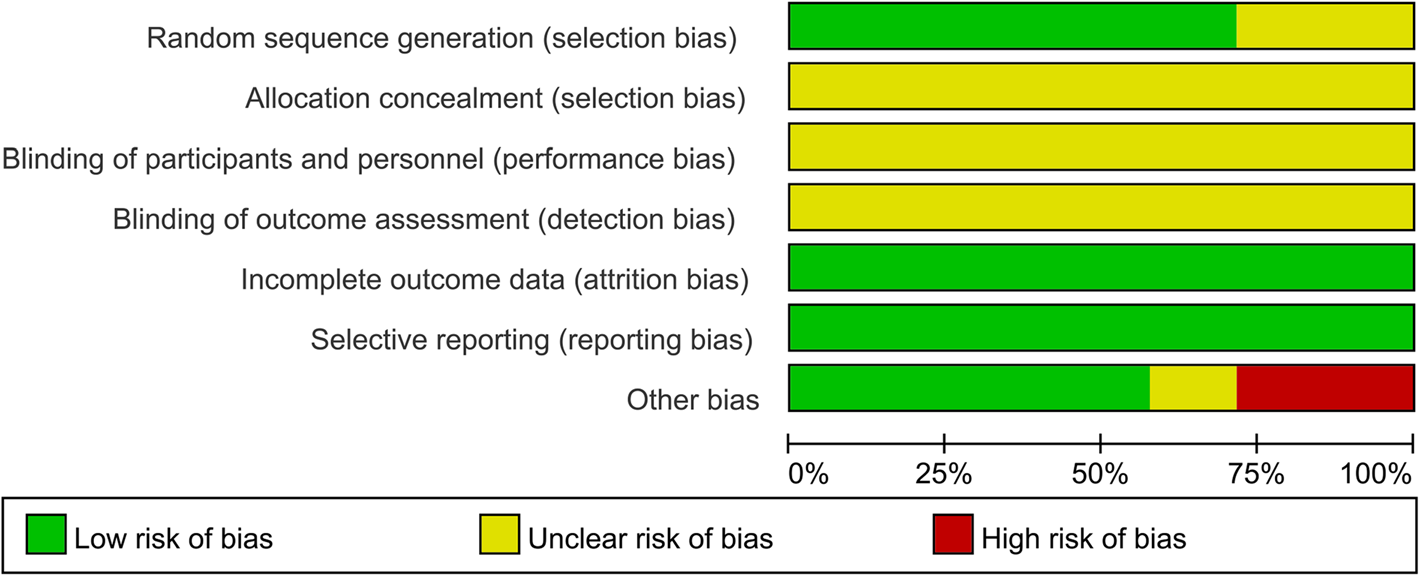 Random sequence generation (selection bias)
Allocation concealment (selection bias)
Blinding of participants and personnel (performance bias)
Blinding of outcome assessment (detection bias)
Incomplete outcome data (attrition bias)
Selective reporting (reporting bias)
Other bias
0% 25% 50% 75% 100%
Low risk of bias Unclear risk of bias High risk of bias